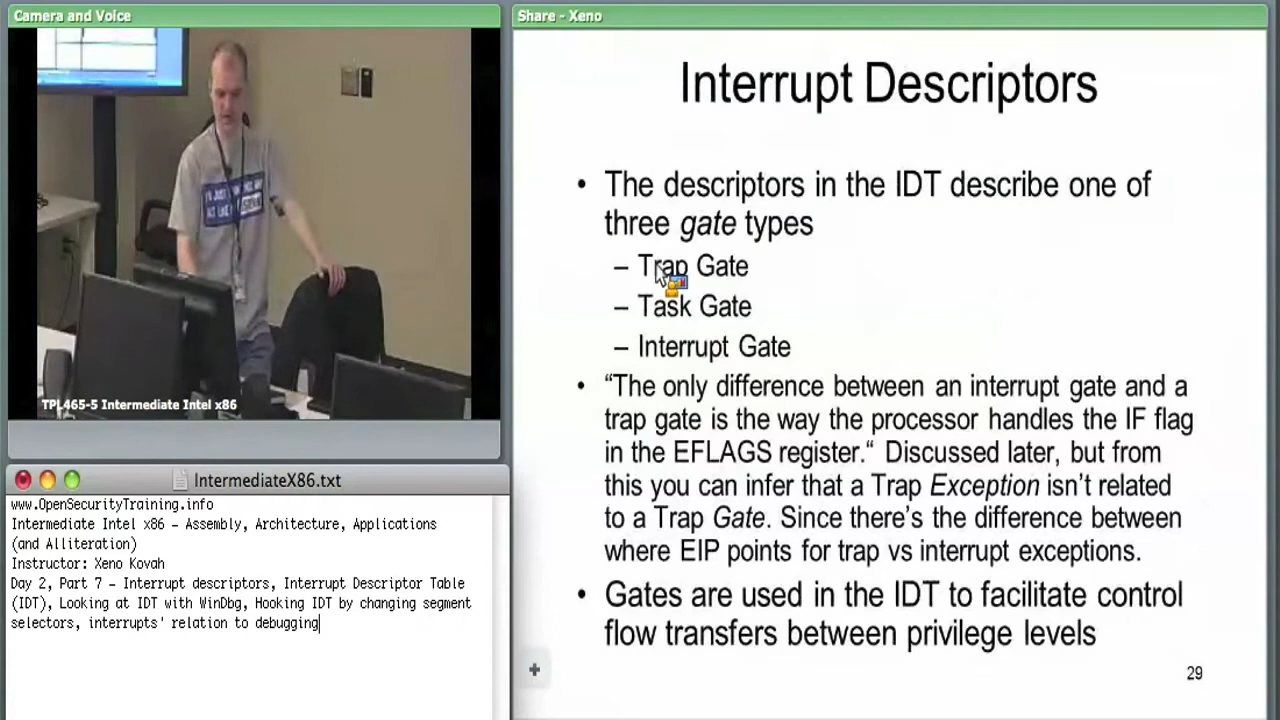 Camera and Voice
TPL465-5 Intermediate Intel x86
IntermediateX86.txt
www.OpenSecurityTraining.info
Intermediate Intel x86 – Assembly, Architecture, Applications
(and Alliteration)
Instructor: Xeno Kovah
Day 2, Part 7 – Interrupt descriptors, Interrupt Descriptor Table
(IDT), Looking at IDT with WinDbg, Hooking IDT by changing segment
selectors, interrupts' relation to debugging
Share - Xeno
Interrupt Descriptors
• The descriptors in the IDT describe one of
three gate types
– Trap Gate
– Task Gate
– Interrupt Gate
• “The only difference between an interrupt gate and a
trap gate is the way the processor handles the IF flag
in the EFLAGS register.“ Discussed later, but from
this you can infer that a Trap Exception isn’t related
to a Trap Gate. Since there’s the difference between
where EIP points for trap vs interrupt exceptions.
• Gates are used in the IDT to facilitate control
flow transfers between privilege levels
29